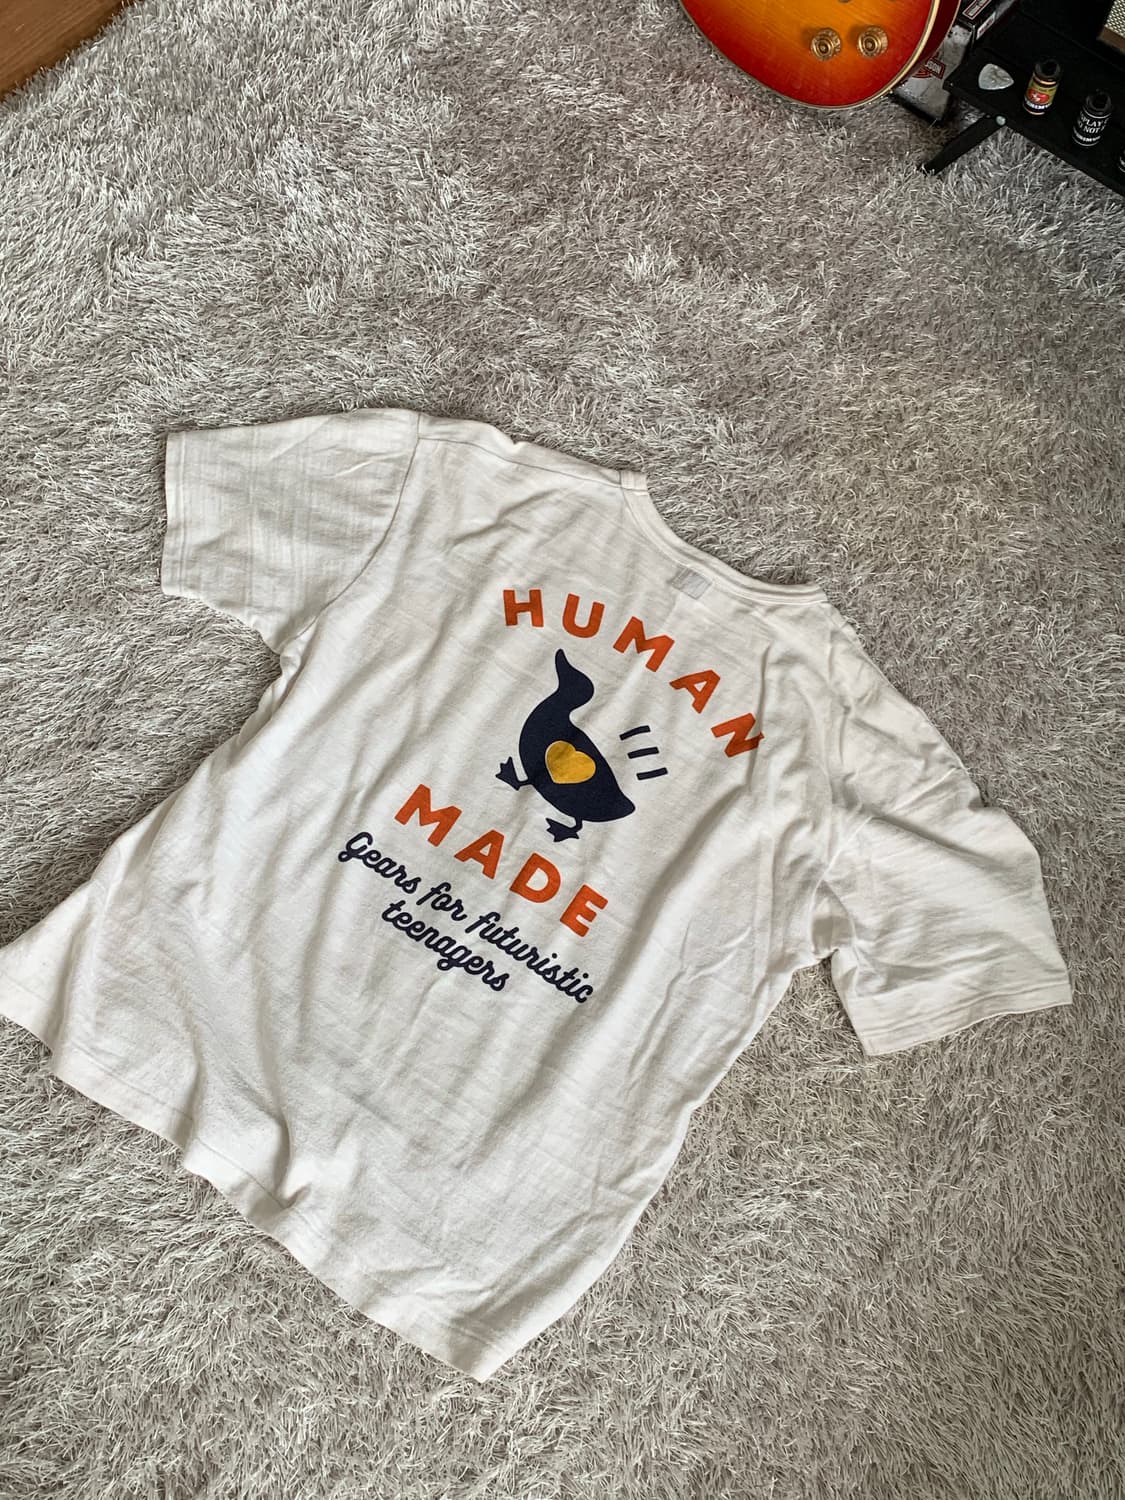 HUMAN
MADE
Gears for futuristic
teenagers